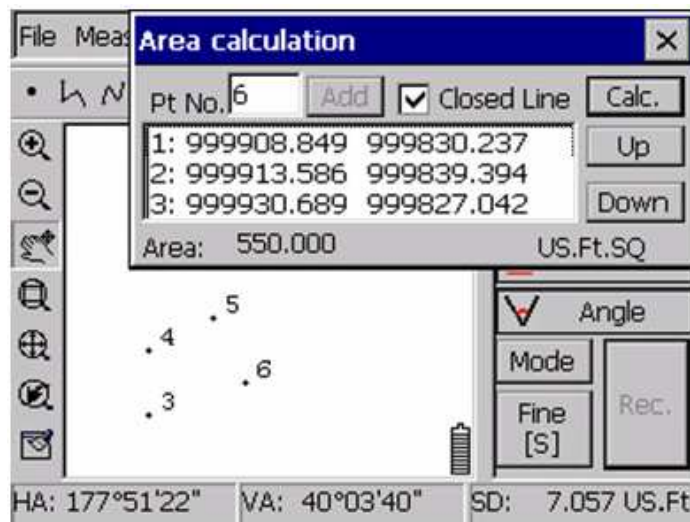 File Meas
Area calculation
Pt No. 6 Add Closed Line Calc.
1: 999908.849 999830.237
2: 999913.586 999839.394
3: 999930.689 999827.042
Up
Down
Area: 550.000 US.Ft.SQ
5
4
6
3
Angle
Mode
Rec.
Fine
[S]
HA: 177°51'22" VA: 40°03'40" SD: 7.057 US.Ft